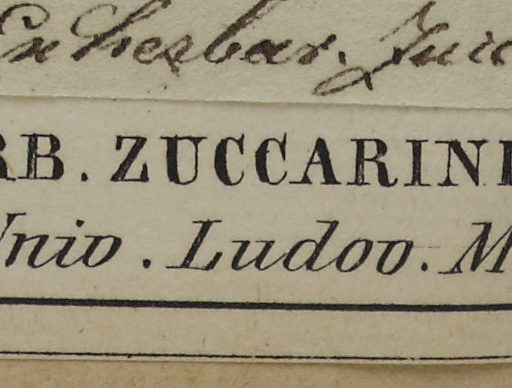 Ex herbar. Zucc
RB. ZUCCARINI
Univ. Ludov. M